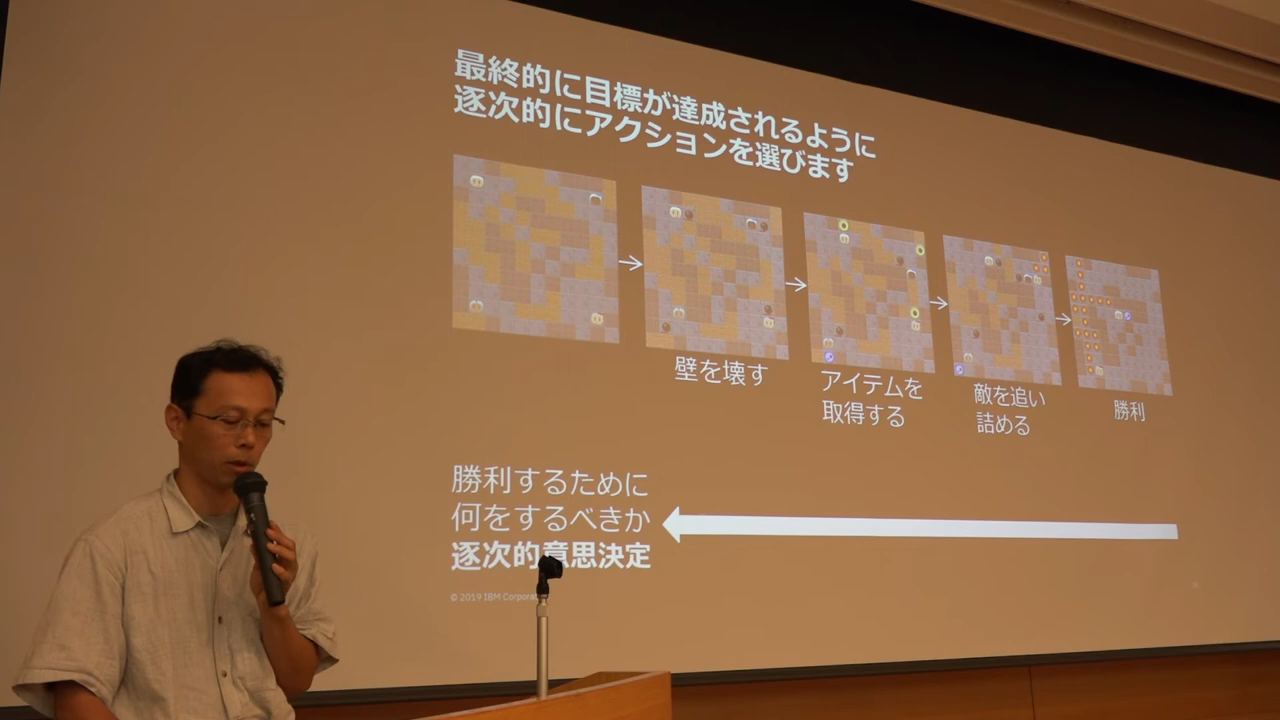 最終的に目標が達成されるように
逐次的にアクションを選びます
壁を壊す
アイテムを
取得する
敵を追い
詰める
勝利
勝利するために
何をするべきか
逐次的意思決定
© 2019 IBM